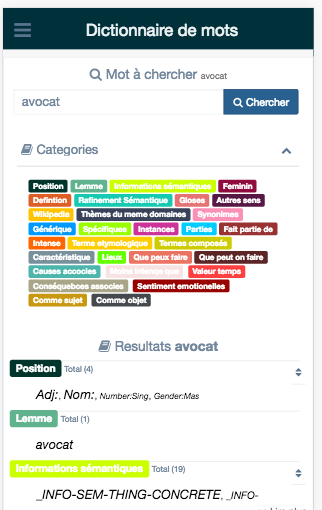 Dictionnaire de mots
Mot à chercher avocat
avocat Chercher
Categories
Position Lemme Informations sémantiques Feminin
Defintion Rafinement Sémantique Gloses Autres sens
Wikipedia Thèmes du meme domaines Synonimes
Générique Spécifiques Instances Parties Fait partie de
Intense Terme etymologique Termes composés
Caractéristique Lieux Que peux faire Que peut on faire
Causes accocies Moins intence que Valeur temps
Conséquebces associes Sentiment emotionelles
Comme sujet Comme objet
Resultats avocat
Position Total (4)
Adj:, Nom:, Number:Sing, Gender:Mas
Lemme Total (1)
avocat
Informations sémantiques Total (19)
_INFO-SEM-THING-CONCRETE, _INFO-